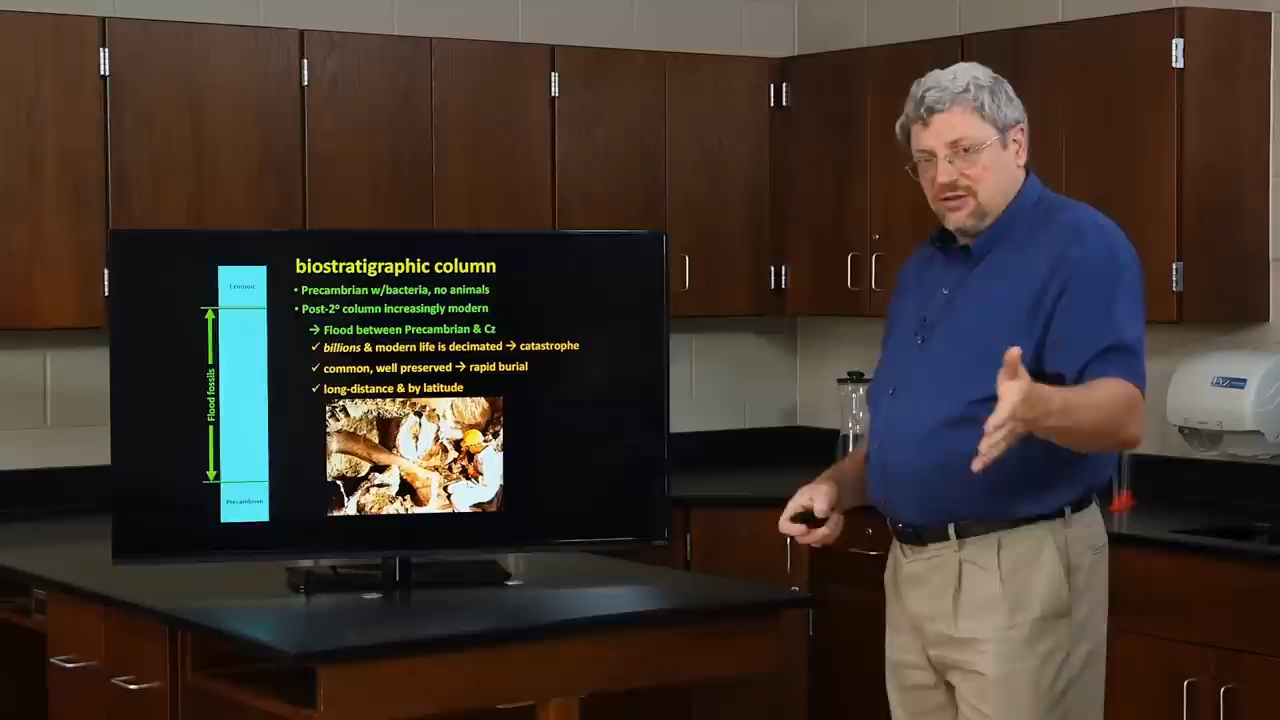 biostratigraphic column
• Precambrian w/bacteria, no animals
• Post-2° column increasingly modern
→ Flood between Precambrian & Cz
✓ billions & modern life is decimated → catastrophe
✓ common, well preserved → rapid burial
✓ long-distance & by latitude
Cenozoic
Flood fossils
Precambrian